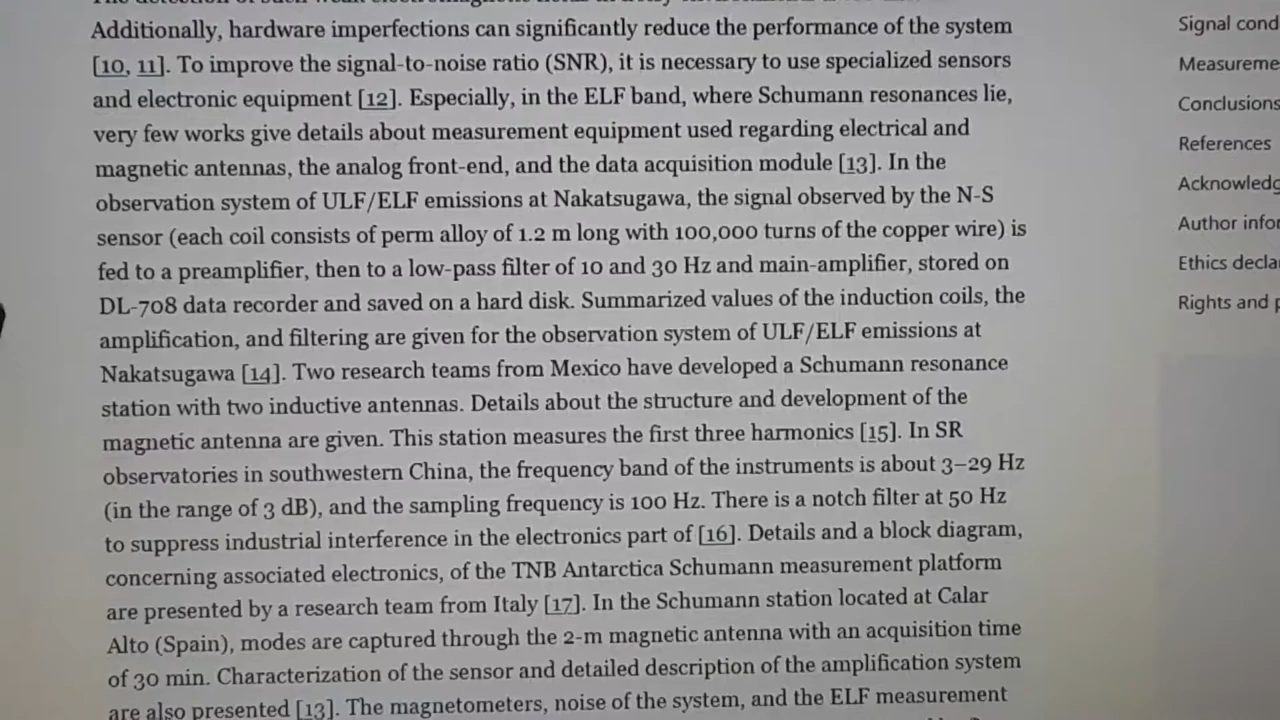 Additionally, hardware imperfections can significantly reduce the performance of the system
[10, 11]. To improve the signal-to-noise ratio (SNR), it is necessary to use specialized sensors
and electronic equipment [12]. Especially, in the ELF band, where Schumann resonances lie,
very few works give details about measurement equipment used regarding electrical and
magnetic antennas, the analog front-end, and the data acquisition module [13]. In the
observation system of ULF/ELF emissions at Nakatsugawa, the signal observed by the N-S
sensor (each coil consists of perm alloy of 1.2 m long with 100,000 turns of the copper wire) is
fed to a preamplifier, then to a low-pass filter of 10 and 30 Hz and main-amplifier, stored on
DL-708 data recorder and saved on a hard disk. Summarized values of the induction coils, the
amplification, and filtering are given for the observation system of ULF/ELF emissions at
Nakatsugawa [14]. Two research teams from Mexico have developed a Schumann resonance
station with two inductive antennas. Details about the structure and development of the
magnetic antenna are given. This station measures the first three harmonics [15]. In SR
observatories in southwestern China, the frequency band of the instruments is about 3–29 Hz
(in the range of 3 dB), and the sampling frequency is 100 Hz. There is a notch filter at 50 Hz
to suppress industrial interference in the electronics part of [16]. Details and a block diagram,
concerning associated electronics, of the TNB Antarctica Schumann measurement platform
are presented by a research team from Italy [17]. In the Schumann station located at Calar
Alto (Spain), modes are captured through the 2-m magnetic antenna with an acquisition time
of 30 min. Characterization of the sensor and detailed description of the amplification system
are also presented [13]. The magnetometers, noise of the system, and the ELF measurement
Signal cond
Measureme
Conclusions
References
Acknowledg
Author infor
Ethics decla
Rights and p